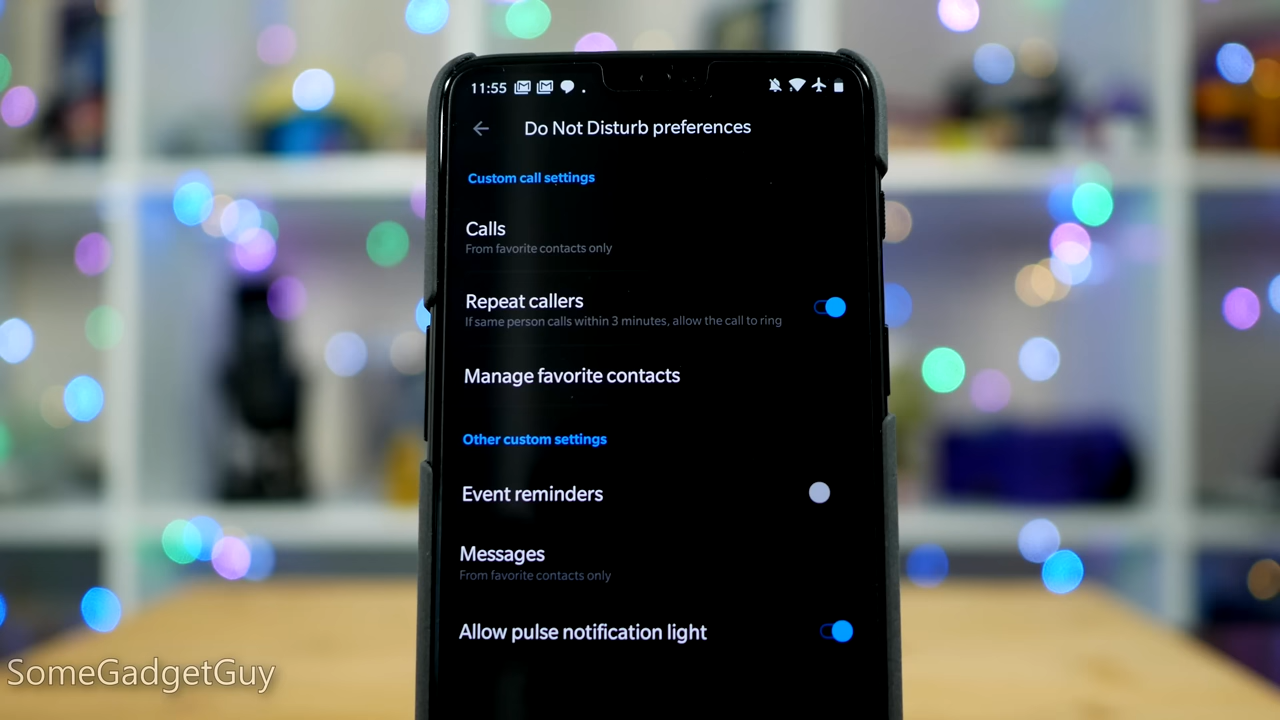 11:55
Do Not Disturb preferences
Custom call settings
Calls
From favorite contacts only
Repeat callers
If same person calls within 3 minutes, allow the call to ring
Manage favorite contacts
Other custom settings
Event reminders
Messages
From favorite contacts only
Allow pulse notification light
SomeGadgetGuy